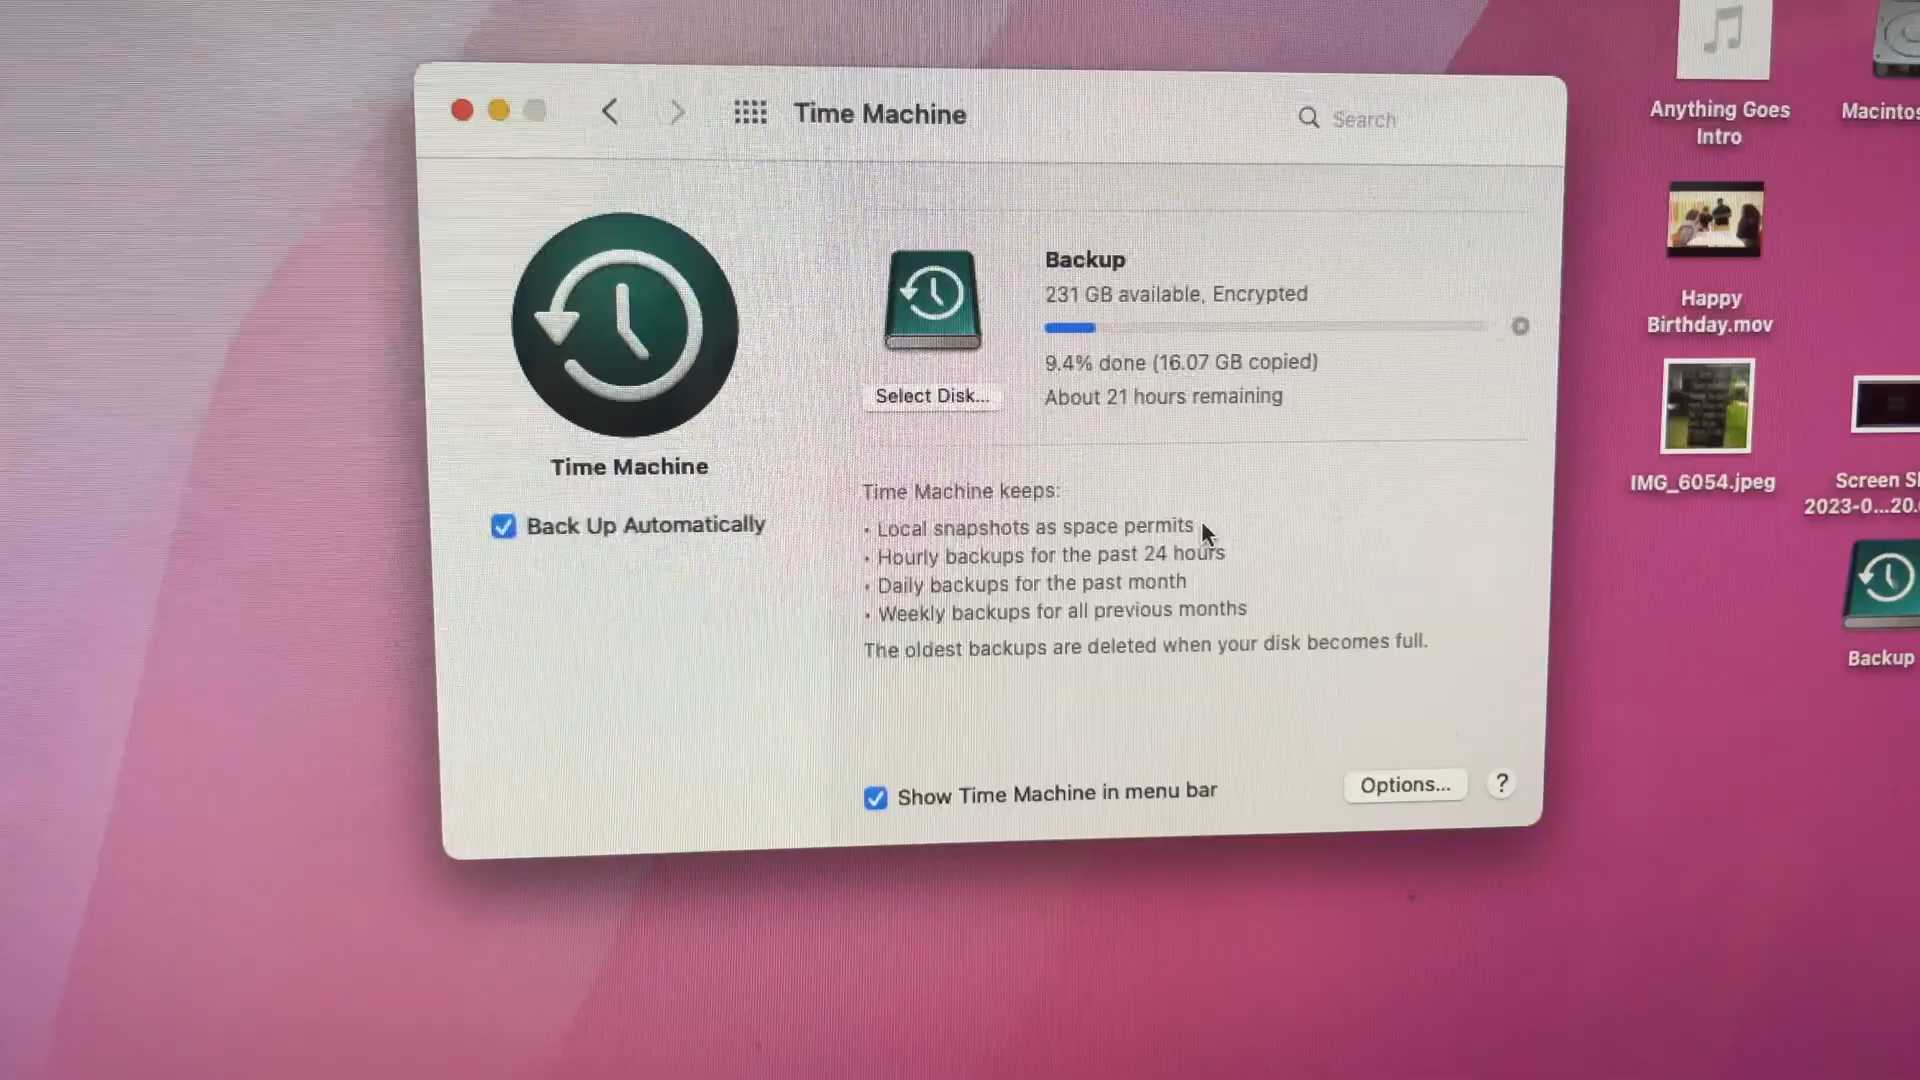 Time Machine
Search
Backup
231 GB available, Encrypted
9.4% done (16.07 GB copied)
About 21 hours remaining
Select Disk...
Time Machine
Back Up Automatically
Time Machine keeps:
• Local snapshots as space permits
• Hourly backups for the past 24 hours
• Daily backups for the past month
• Weekly backups for all previous months
The oldest backups are deleted when your disk becomes full.
Show Time Machine in menu bar
Options...
?
Anything Goes
Intro
Macintos
Happy
Birthday.mov
IMG_6054.jpeg
Screen
2023-0...20.
Backup